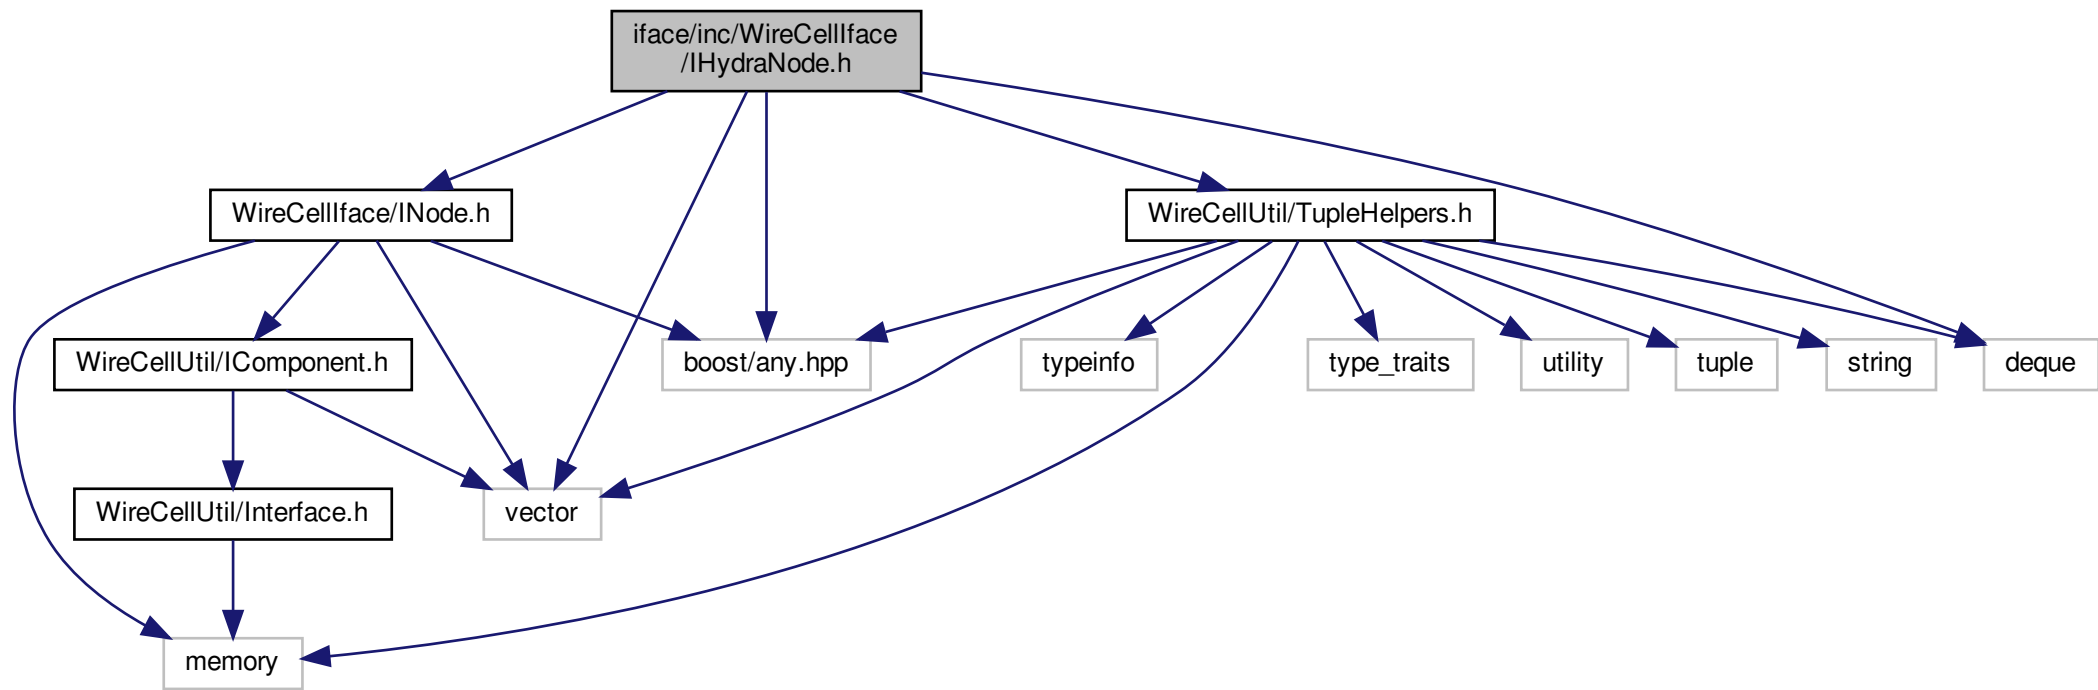 iface/inc/WireCellIface
/IHydraNode.h
WireCellIface/INode.h
WireCellUtil/TupleHelpers.h
WireCellUtil/IComponent.h
boost/any.hpp
typeinfo
type_traits
utility
tuple
string
deque
WireCellUtil/Interface.h
vector
memory